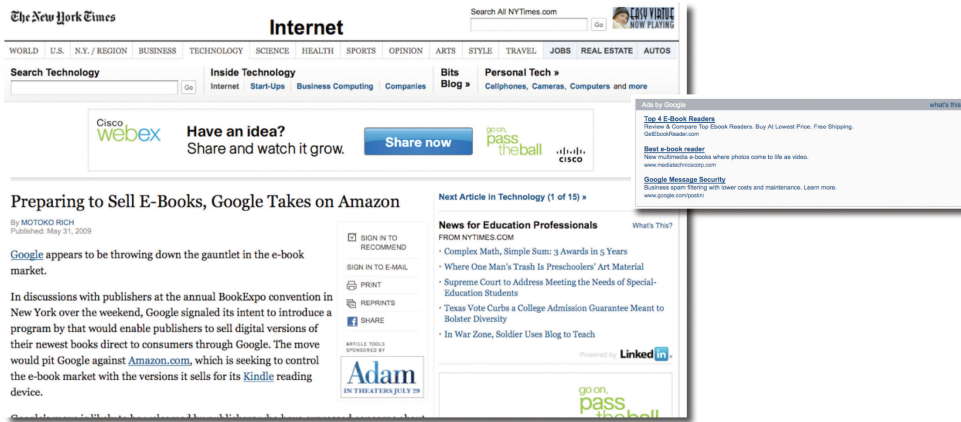 The New York Times
Internet
Search All NYTimes.com
Go
EASY VIRTUE
NOW PLAYING
WORLD U.S. N.Y. / REGION BUSINESS TECHNOLOGY SCIENCE HEALTH SPORTS OPINION ARTS STYLE TRAVEL JOBS REAL ESTATE AUTOS
Search Technology
Go
Inside Technology
Internet Start-Ups Business Computing Companies
Bits
Blog »
Personal Tech »
Cellphones, Cameras, Computers and more
Cisco
webex
Have an idea?
Share and watch it grow.
Share now
go on,
pass
the ball
CISCO
Ads by Google what's this
Top 4 E-Book Readers
Review & Compare Top Ebook Readers. Buy At Lowest Price. Free Shipping.
GetEbookReader.com
Best e-book reader
New multimedia e-books where photos come to life as video.
www.mediatechnicscorp.com
Google Message Security
Business spam filtering with lower costs and maintenance. Learn more.
www.google.com/postini
Preparing to Sell E-Books, Google Takes on Amazon
By MOTOKO RICH
Published: May 31, 2009
Google appears to be throwing down the gauntlet in the e-book
market.
In discussions with publishers at the annual BookExpo convention in
New York over the weekend, Google signaled its intent to introduce a
program by that would enable publishers to sell digital versions of
their newest books direct to consumers through Google. The move
would pit Google against Amazon.com, which is seeking to control
the e-book market with the versions it sells for its Kindle reading
device.
SIGN IN TO
RECOMMEND
SIGN IN TO E-MAIL
PRINT
REPRINTS
SHARE
ARTICLE TOOLS
SPONSORED BY
Adam
IN THEATERS JULY 29
Next Article in Technology (1 of 15) »
News for Education Professionals What's This?
FROM NYTIMES.COM
• Complex Math, Simple Sum: 3 Awards in 5 Years
• Where One Man's Trash Is Preschoolers' Art Material
• Supreme Court to Address Meeting the Needs of Special-
Education Students
• Texas Vote Curbs a College Admission Guarantee Meant to
Bolster Diversity
• In War Zone, Soldier Uses Blog to Teach
Powered by Linked in
go on,
pass